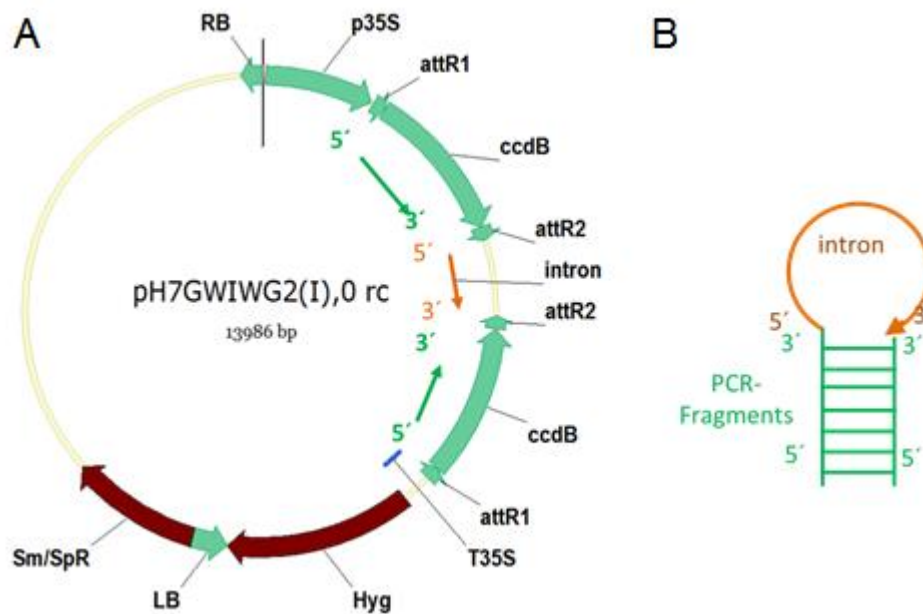 A
RB
p35S
attR1
5´
ccdB
3´
5´
attR2
intron
pH7GWIWG2(I),0 rc
13986 bp
3´
3´
attR2
5´
ccdB
attR1
T35S
Sm/SpR
LB
Hyg
B
intron
5´
3´
3´
3´
PCR-
Fragments
5´
5´